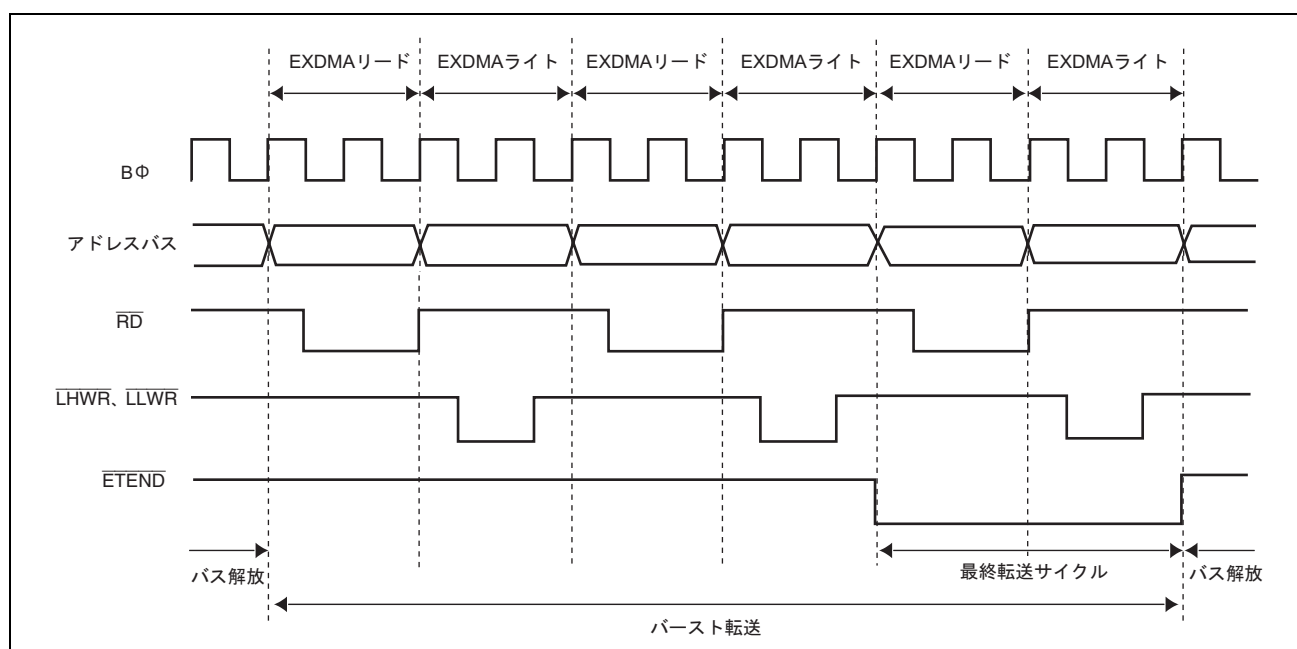 EXDMAリード EXDMAライト EXDMAリード EXDMAライト EXDMAリード EXDMAライト
BΦ
アドレスバス
RD
LHWR、LLWR
ETEND
バス解放 最終転送サイクル バス解放
バースト転送